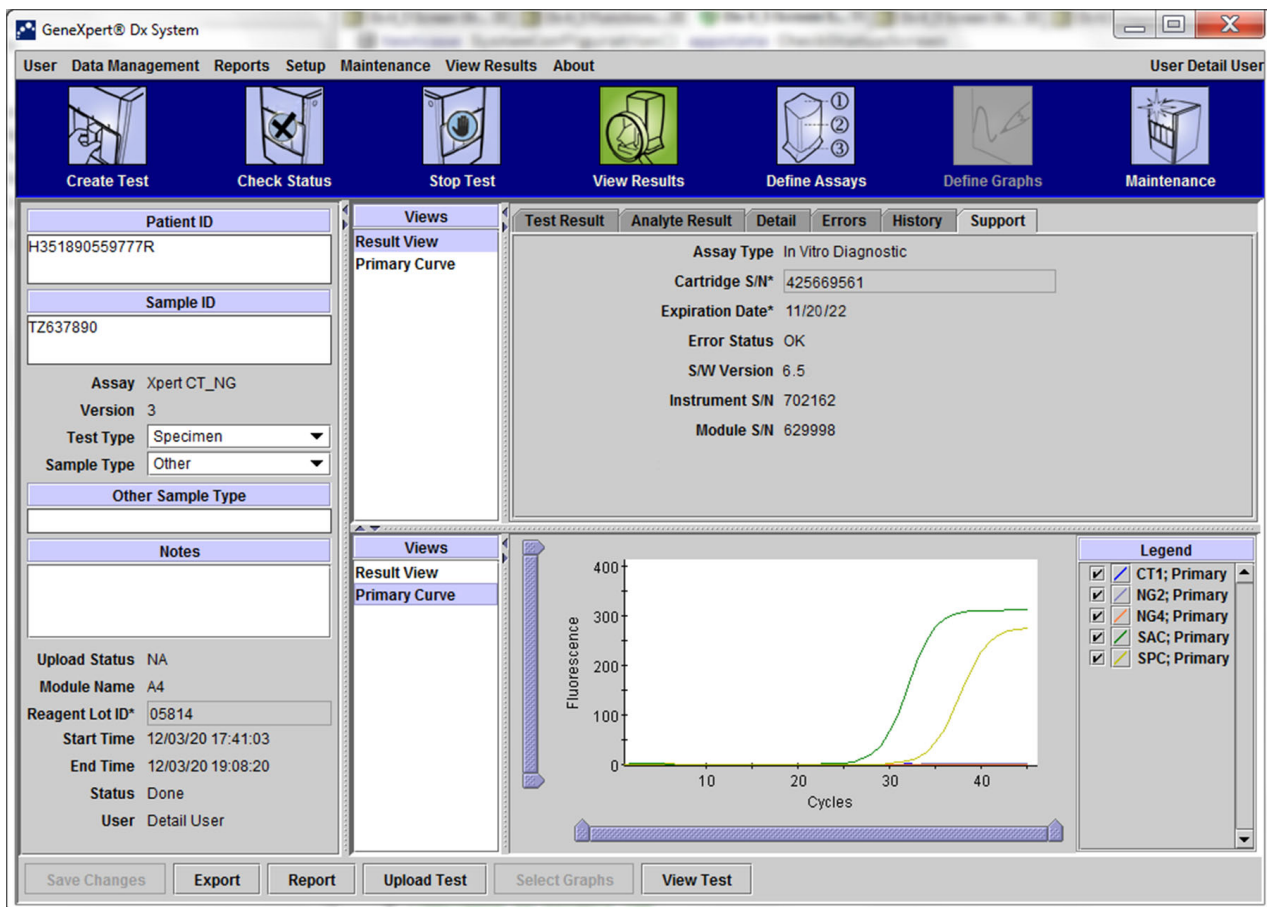 GeneXpert® Dx System
User Data Management Reports Setup Maintenance View Results About User Detail User
Create Test Check Status Stop Test View Results Define Assays Define Graphs Maintenance
Patient ID
H351890559777R
Sample ID
TZ637890
Assay Xpert CT_NG
Version 3
Test Type Specimen
Sample Type Other
Other Sample Type
Notes
Upload Status NA
Module Name A4
Reagent Lot ID* 05814
Start Time 12/03/20 17:41:03
End Time 12/03/20 19:08:20
Status Done
User Detail User
Views
Result View
Primary Curve
Test Result Analyte Result Detail Errors History Support
Assay Type In Vitro Diagnostic
Cartridge S/N* 425669561
Expiration Date* 11/20/22
Error Status OK
S/W Version 6.5
Instrument S/N 702162
Module S/N 629998
Views
Result View
Primary Curve
400
300
200
100
0
Fluorescence
10 20 30 40
Cycles
Legend
CT1; Primary
NG2; Primary
NG4; Primary
SAC; Primary
SPC; Primary
Save Changes Export Report Upload Test Select Graphs View Test